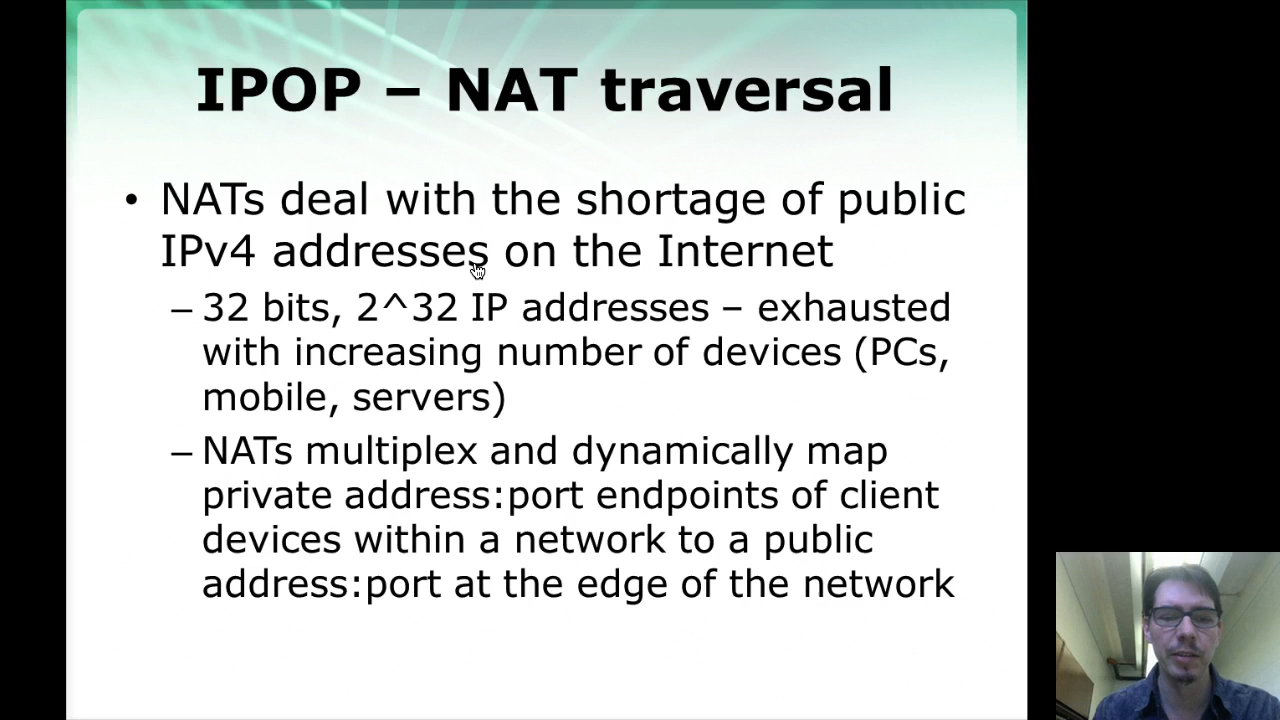 IPOP – NAT traversal
• NATs deal with the shortage of public
IPv4 addresses on the Internet
– 32 bits, 2^32 IP addresses – exhausted
with increasing number of devices (PCs,
mobile, servers)
– NATs multiplex and dynamically map
private address:port endpoints of client
devices within a network to a public
address:port at the edge of the network